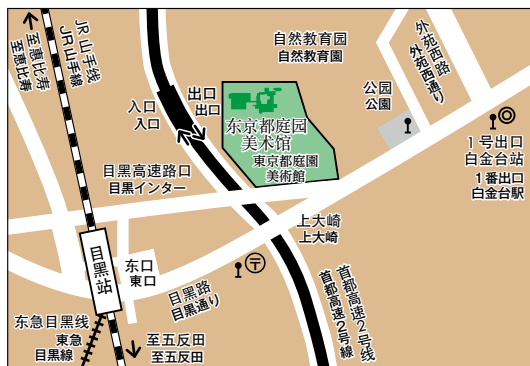 至恵比寿
至恵比寿
JR山手线
JR山手線
自然教育园
自然教育園
外苑西路
外苑西通り
公园
公園
入口
入口
出口
出口
东京都庭园
美术馆
東京都庭園
美術館
1号出口
白金台站
1番出口
白金台駅
目黑高速路口
目黒インター
上大崎
上大崎
目黑站
东口
東口
〒
目黑路
目黒通り
首都高速2号线
首都高速2号線
东急目黑线
東急
目黒線
至五反田
至五反田